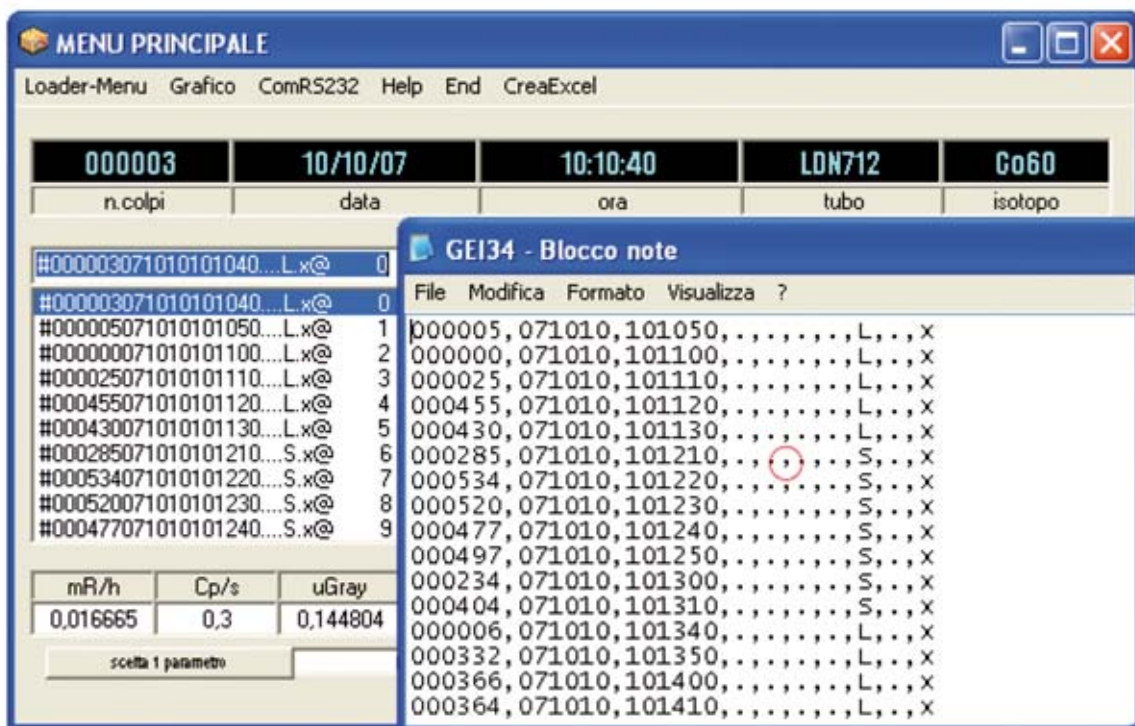 MENU PRINCIPALE
Loader-Menu Grafico ComRS232 Help End CreaExcel
000003 10/10/07 10:10:40 LDN712 Co60
n.colpi data ora tubo isotopo
#0000030710101​01040....L.x@ 0
#000003071010101040....L.x@ 0
#000005071010101050....L.x@ 1
#000000071010101100....L.x@ 2
#000025071010101110....L.x@ 3
#000455071010101120....L.x@ 4
#000430071010101130....L.x@ 5
#000285071010101210....S.x@ 6
#000534071010101220....S.x@ 7
#000520071010101230....S.x@ 8
#000477071010101240....S.x@ 9
mR/h Cp/s uGray
0,016665 0,3 0,144804
scelta 1 parametro
GEI34 - Blocco note
File Modifica Formato Visualizza ?
000005,071010,101050,.,.,.,.,L,.,x
000000,071010,101100,.,.,.,.,L,.,x
000025,071010,101110,.,.,.,.,L,.,x
000455,071010,101120,.,.,.,.,L,.,x
000430,071010,101130,.,.,.,.,L,.,x
000285,071010,101210,.,.,.,.,S,.,x
000534,071010,101220,.,.,.,.,S,.,x
000520,071010,101230,.,.,.,.,S,.,x
000477,071010,101240,.,.,.,.,S,.,x
000497,071010,101250,.,.,.,.,S,.,x
000234,071010,101300,.,.,.,.,S,.,x
000404,071010,101310,.,.,.,.,S,.,x
000006,071010,101340,.,.,.,.,L,.,x
000332,071010,101350,.,.,.,.,L,.,x
000366,071010,101400,.,.,.,.,L,.,x
000364,071010,101410,.,.,.,.,L,.,x